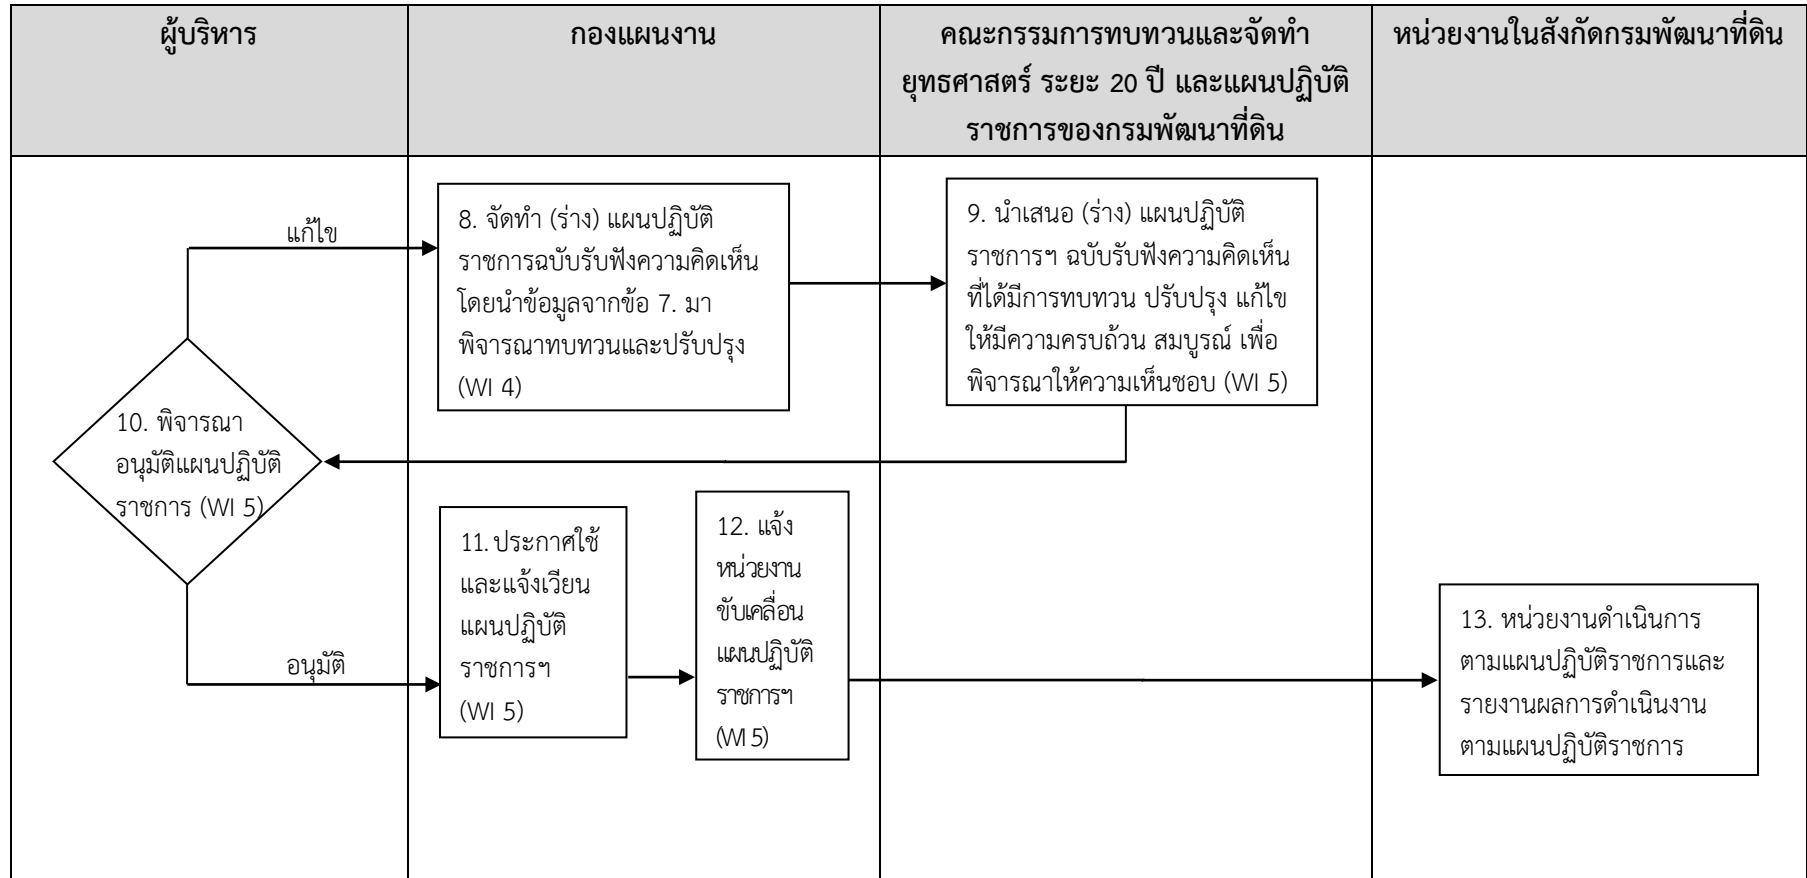 ผู้บริหาร
กองแผนงาน
คณะกรรมการทบทวนและจัดทำ
ยุทธศาสตร์ ระยะ 20 ปี และแผนปฏิบัติ
ราชการของกรมพัฒนาที่ดิน
หน่วยงานในสังกัดกรมพัฒนาที่ดิน
แก้ไข
8. จัดทำ (ร่าง) แผนปฏิบัติ
ราชการฉบับรับฟังความคิดเห็น
โดยนำข้อมูลจากข้อ 7. มา
พิจารณาทบทวนและปรับปรุง
(WI 4)
9. นำเสนอ (ร่าง) แผนปฏิบัติ
ราชการฯ ฉบับรับฟังความคิดเห็น
ที่ได้มีการทบทวน ปรับปรุง แก้ไข
ให้มีความครบถ้วน สมบูรณ์ เพื่อ
พิจารณาให้ความเห็นชอบ (WI 5)
10. พิจารณา
อนุมัติแผนปฏิบัติ
ราชการ (WI 5)
อนุมัติ
11. ประกาศใช้
และแจ้งเวียน
แผนปฏิบัติ
ราชการฯ
(WI 5)
12. แจ้ง
หน่วยงาน
ขับเคลื่อน
แผนปฏิบัติ
ราชการฯ
(WI 5)
13. หน่วยงานดำเนินการ
ตามแผนปฏิบัติราชการและ
รายงานผลการดำเนินงาน
ตามแผนปฏิบัติราชการ